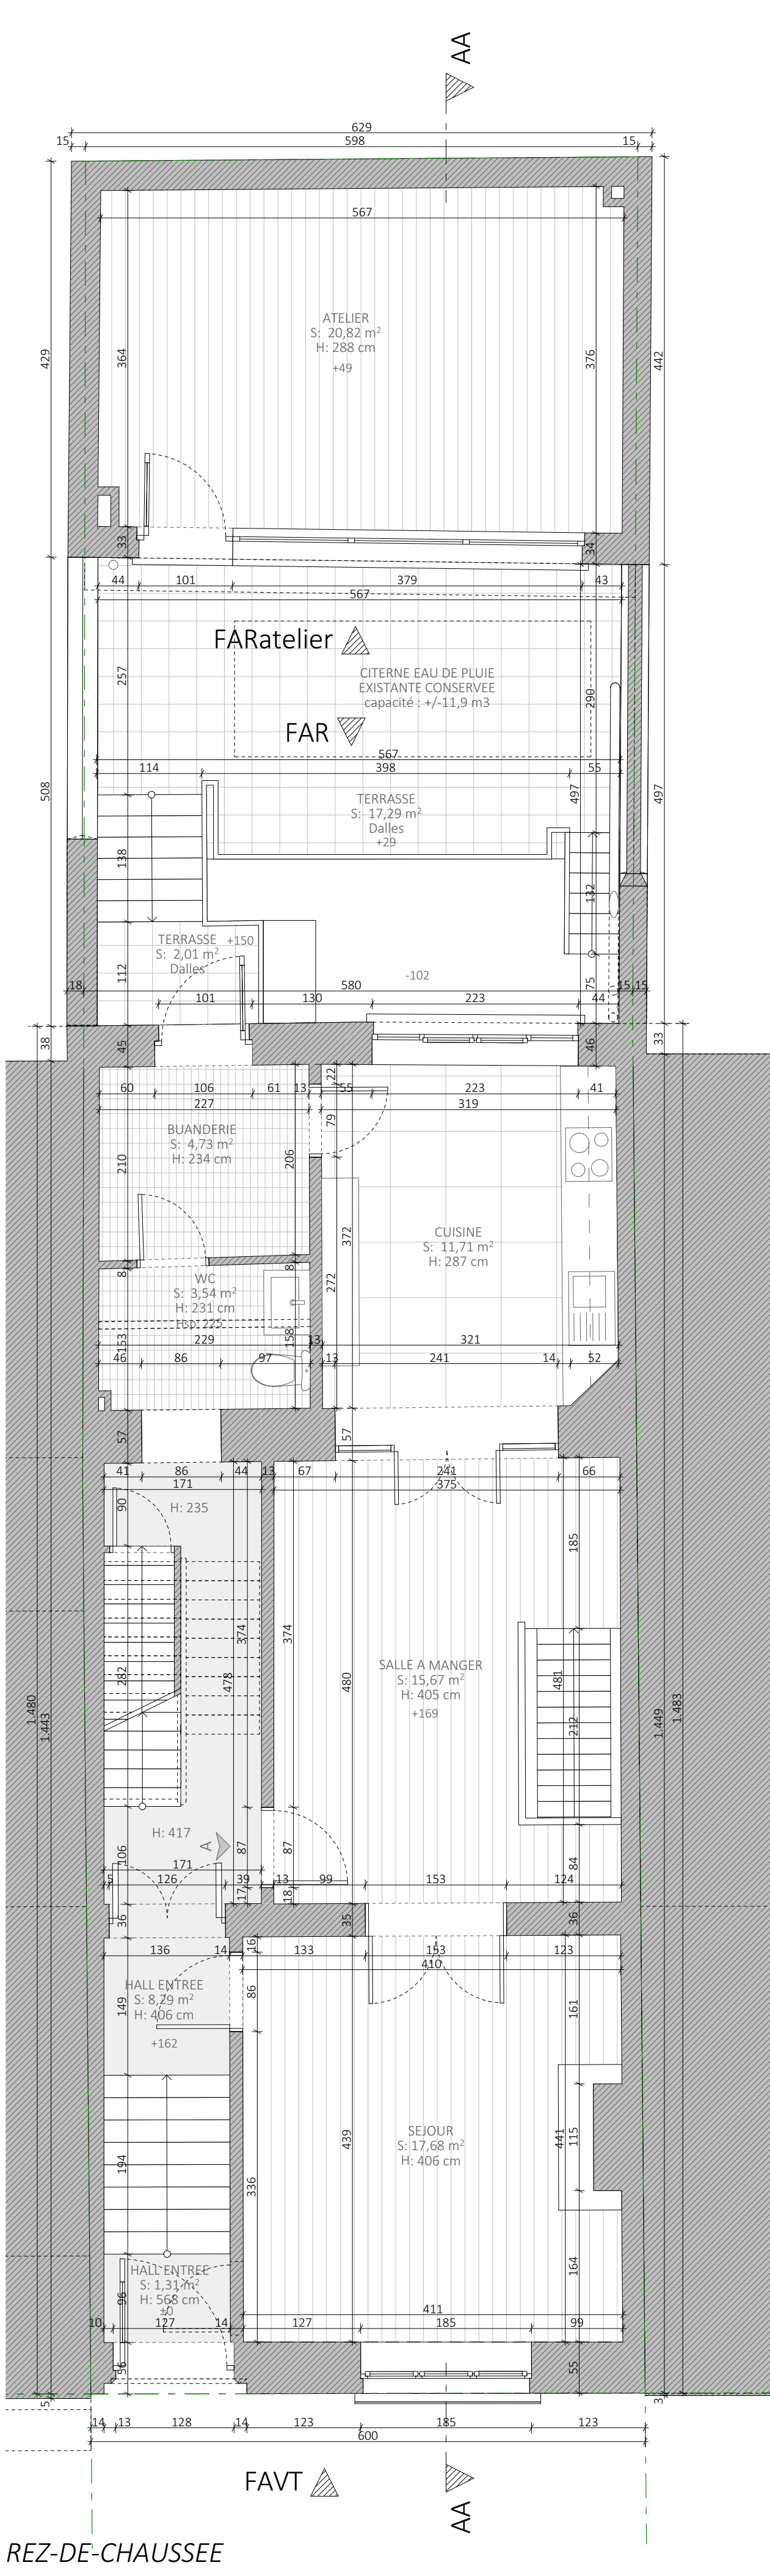 AA
629
15 598 15
567
ATELIER
S: 20,82 m²
H: 288 cm
+49
429
364
376
442
33
34
44 101 379 43
567
FARatelier
CITERNE EAU DE PLUIE
EXISTANTE CONSERVEE
capacité : +/-11,9 m3
257
290
FAR
567
114 398 55
508
497
497
TERRASSE
S: 17,29 m²
Dalles
+29
138
132
TERRASSE
S: 2,01 m²
Dalles
+150
112
-102
75
18 580 15 15
101 130 223 44
38
45
46
33
22
60 106 61 13 55 223 41
227 319
79
BUANDERIE
S: 4,73 m²
H: 234 cm
210
206
372
CUISINE
S: 11,71 m²
H: 287 cm
272
8
8
WC
S: 3,54 m²
H: 231 cm
Hsp: 225
153
158
229 13 321
46 86 97 13 241 14 52
57
57
41 86 44 13 67 241 66
171 375
90
H: 235
185
374
374
282
478
480
481
SALLE A MANGER
S: 15,67 m²
H: 405 cm
+169
212
1.480
1.443
1.449
1.483
H: 417
A
106
87
87
84
171
5 126 39 13 99 153 124
17
18
36
35
36
16
136 14 133 153 123
410
HALL ENTREE
S: 8,29 m²
H: 406 cm
+162
149
86
161
194
336
439
441
115
SEJOUR
S: 17,68 m²
H: 406 cm
164
HALL ENTREE
S: 1,31 m²
H: 568 cm
±0
96
411
10 127 14 127 185 99
56
55
5
3
14 13 128 14 123 185 123
600
FAVT
AA
REZ-DE-CHAUSSEE